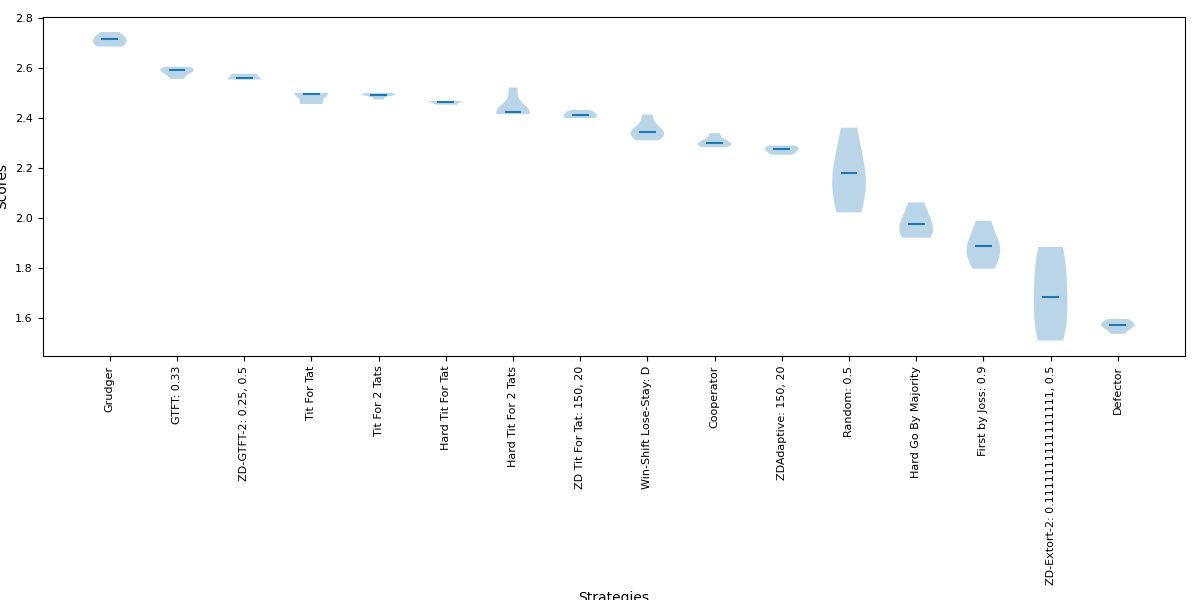 2.8
2.6
2.4
2.2
2.0
1.8
1.6
Scores
Grudger
GTFT: 0.33
ZD-GTFT-2: 0.25, 0.5
Tit For Tat
Tit For 2 Tats
Hard Tit For Tat
Hard Tit For 2 Tats
ZD Tit For Tat: 150, 20
Win-Shift Lose-Stay: D
Cooperator
ZDAdaptive: 150, 20
Random: 0.5
Hard Go By Majority
First by Joss: 0.9
ZD-Extort-2: 0.1111111111111111, 0.5
Defector
Strategies